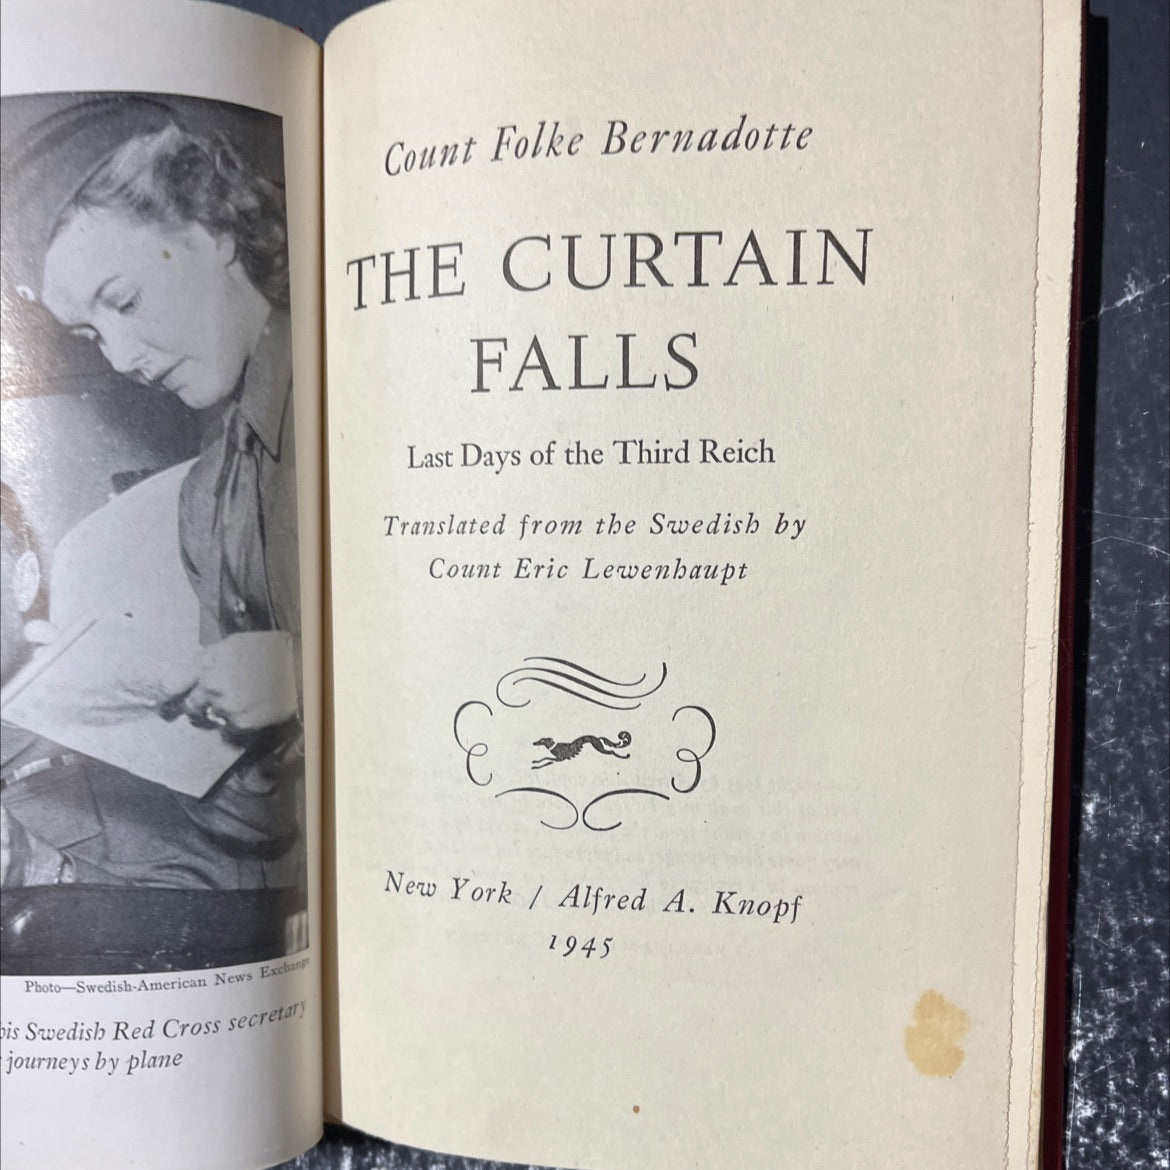 Photo—Swedish-American News Exchange
his Swedish Red Cross secretary
journeys by plane
Count Folke Bernadotte
THE CURTAIN
FALLS
Last Days of the Third Reich
Translated from the Swedish by
Count Eric Lewenhaupt
New York / Alfred A. Knopf
1945